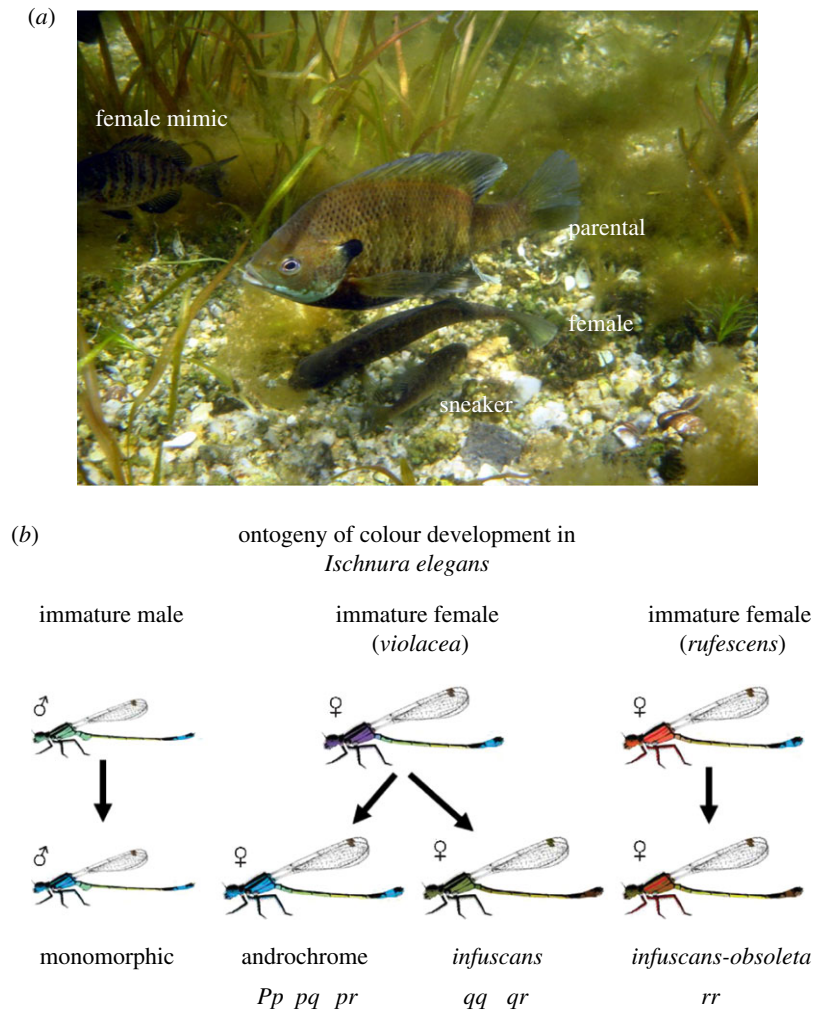 (a)
female mimic
parental
female
sneaker
(b)
ontogeny of colour development in
Ischnura elegans
immature male
immature female
(violacea)
immature female
(rufescens)
♂
♀
♀
♂
♀
♀
♀
monomorphic
androchrome
infuscans
infuscans-obsoleta
Pp pq pr
qq qr
rr